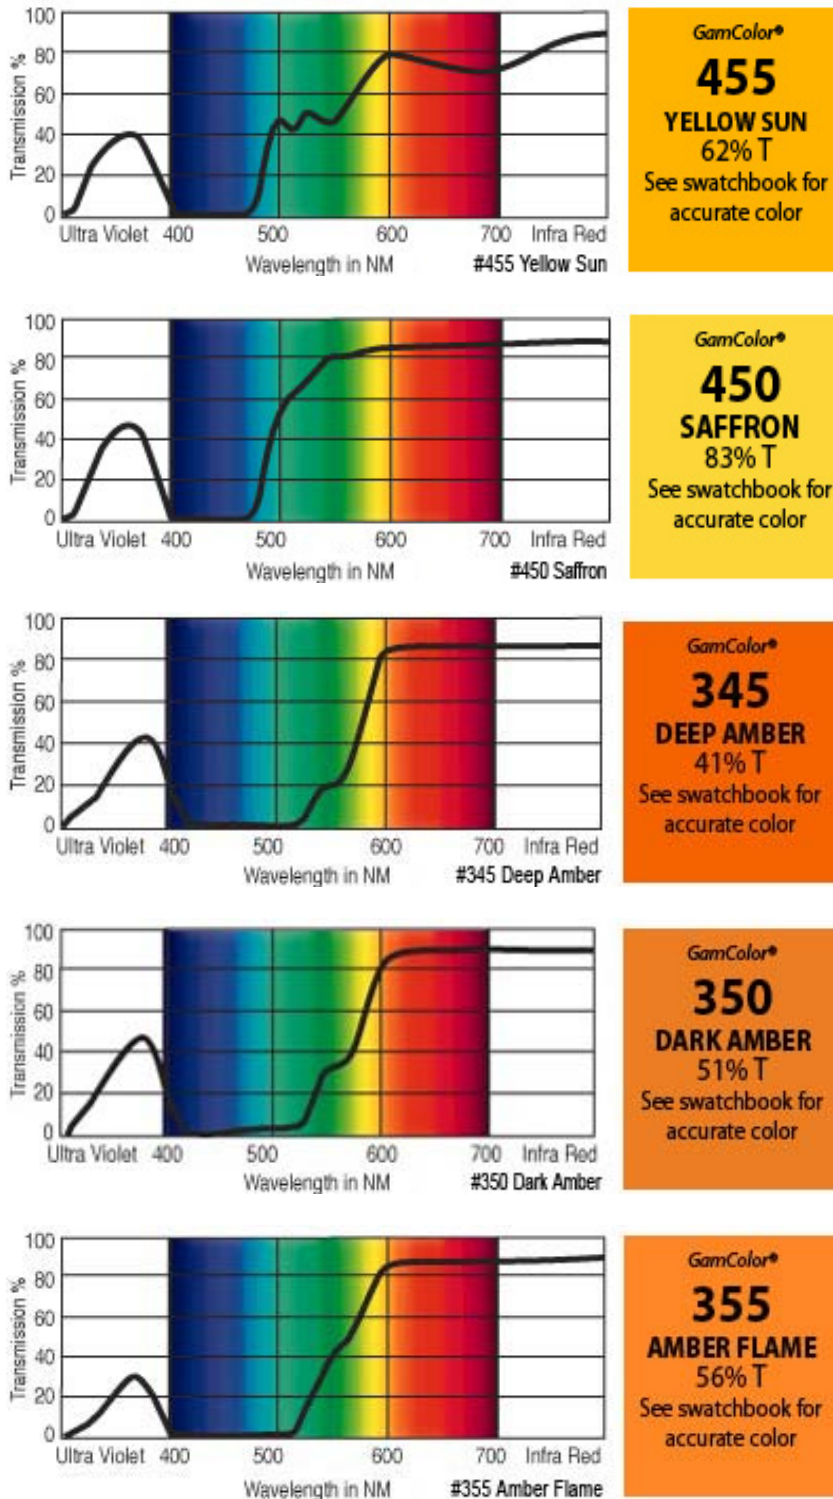 100
80
60
40
20
0
Transmission %
Ultra Violet 400 500 600 700 Infra Red
Wavelength in NM #455 Yellow Sun
GamColor®
455
YELLOW SUN
62% T
See swatchbook for
accurate color
100
80
60
40
20
0
Transmission %
Ultra Violet 400 500 600 700 Infra Red
Wavelength in NM #450 Saffron
GamColor®
450
SAFFRON
83% T
See swatchbook for
accurate color
100
80
60
40
20
0
Transmission %
Ultra Violet 400 500 600 700 Infra Red
Wavelength in NM #345 Deep Amber
GamColor®
345
DEEP AMBER
41% T
See swatchbook for
accurate color
100
80
60
40
20
0
Transmission %
Ultra Violet 400 500 600 700 Infra Red
Wavelength in NM #350 Dark Amber
GamColor®
350
DARK AMBER
51% T
See swatchbook for
accurate color
100
80
60
40
20
0
Transmission %
Ultra Violet 400 500 600 700 Infra Red
Wavelength in NM #355 Amber Flame
GamColor®
355
AMBER FLAME
56% T
See swatchbook for
accurate color